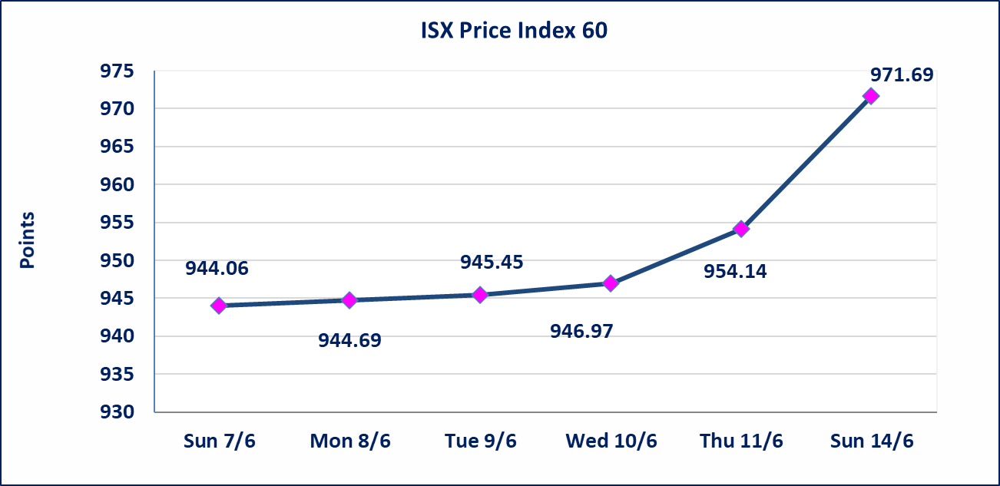 ISX Price Index 60
Points
975
970
965
960
955
950
945
940
935
930
944.06
944.69
945.45
946.97
954.14
971.69
Sun 7/6
Mon 8/6
Tue 9/6
Wed 10/6
Thu 11/6
Sun 14/6